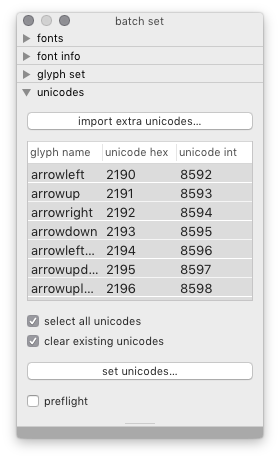 batch set
fonts
font info
glyph set
unicodes
import extra unicodes...
glyph name unicode hex unicode int
arrowleft 2190 8592
arrowup 2191 8593
arrowright 2192 8594
arrowdown 2193 8595
arrowleft... 2194 8596
arrowupd... 2195 8597
arrowupl... 2196 8598
select all unicodes
clear existing unicodes
set unicodes...
preflight